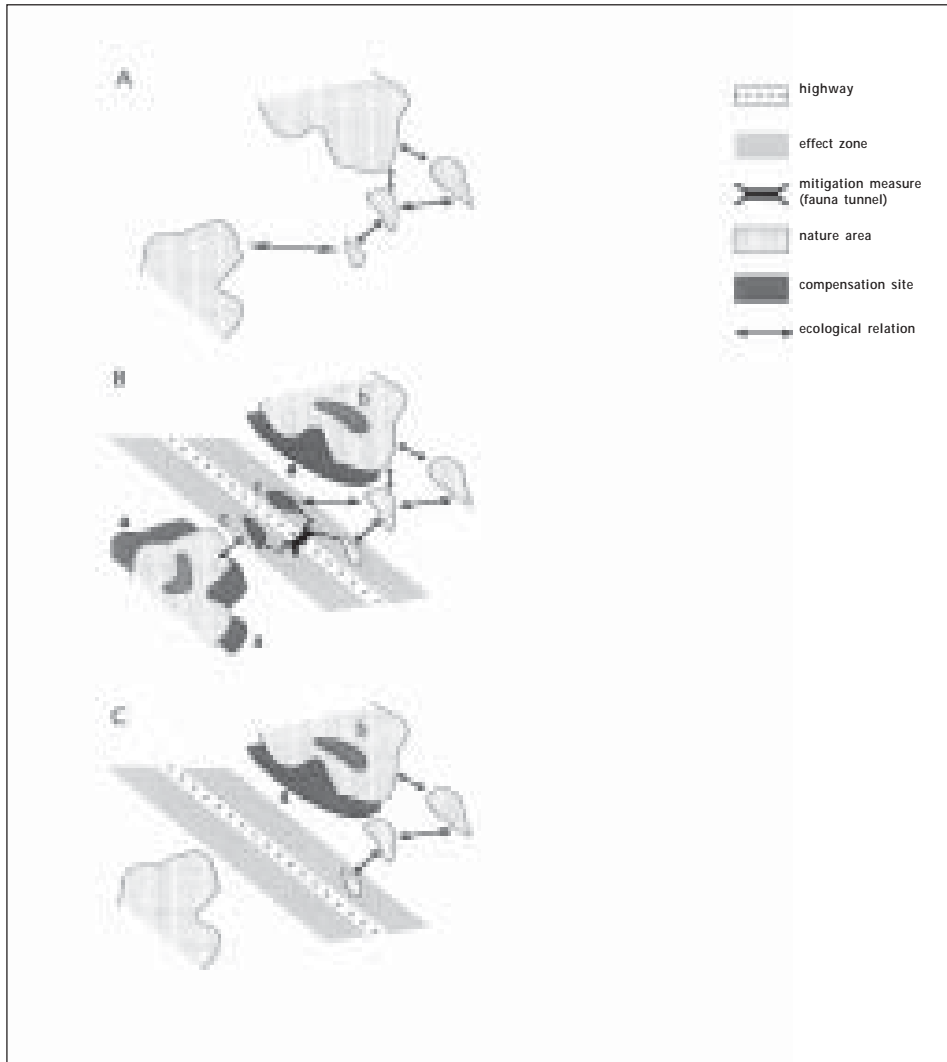 A
highway
effect zone
mitigation measure
(fauna tunnel)
nature area
compensation site
ecological relation
B
b
a
C
b